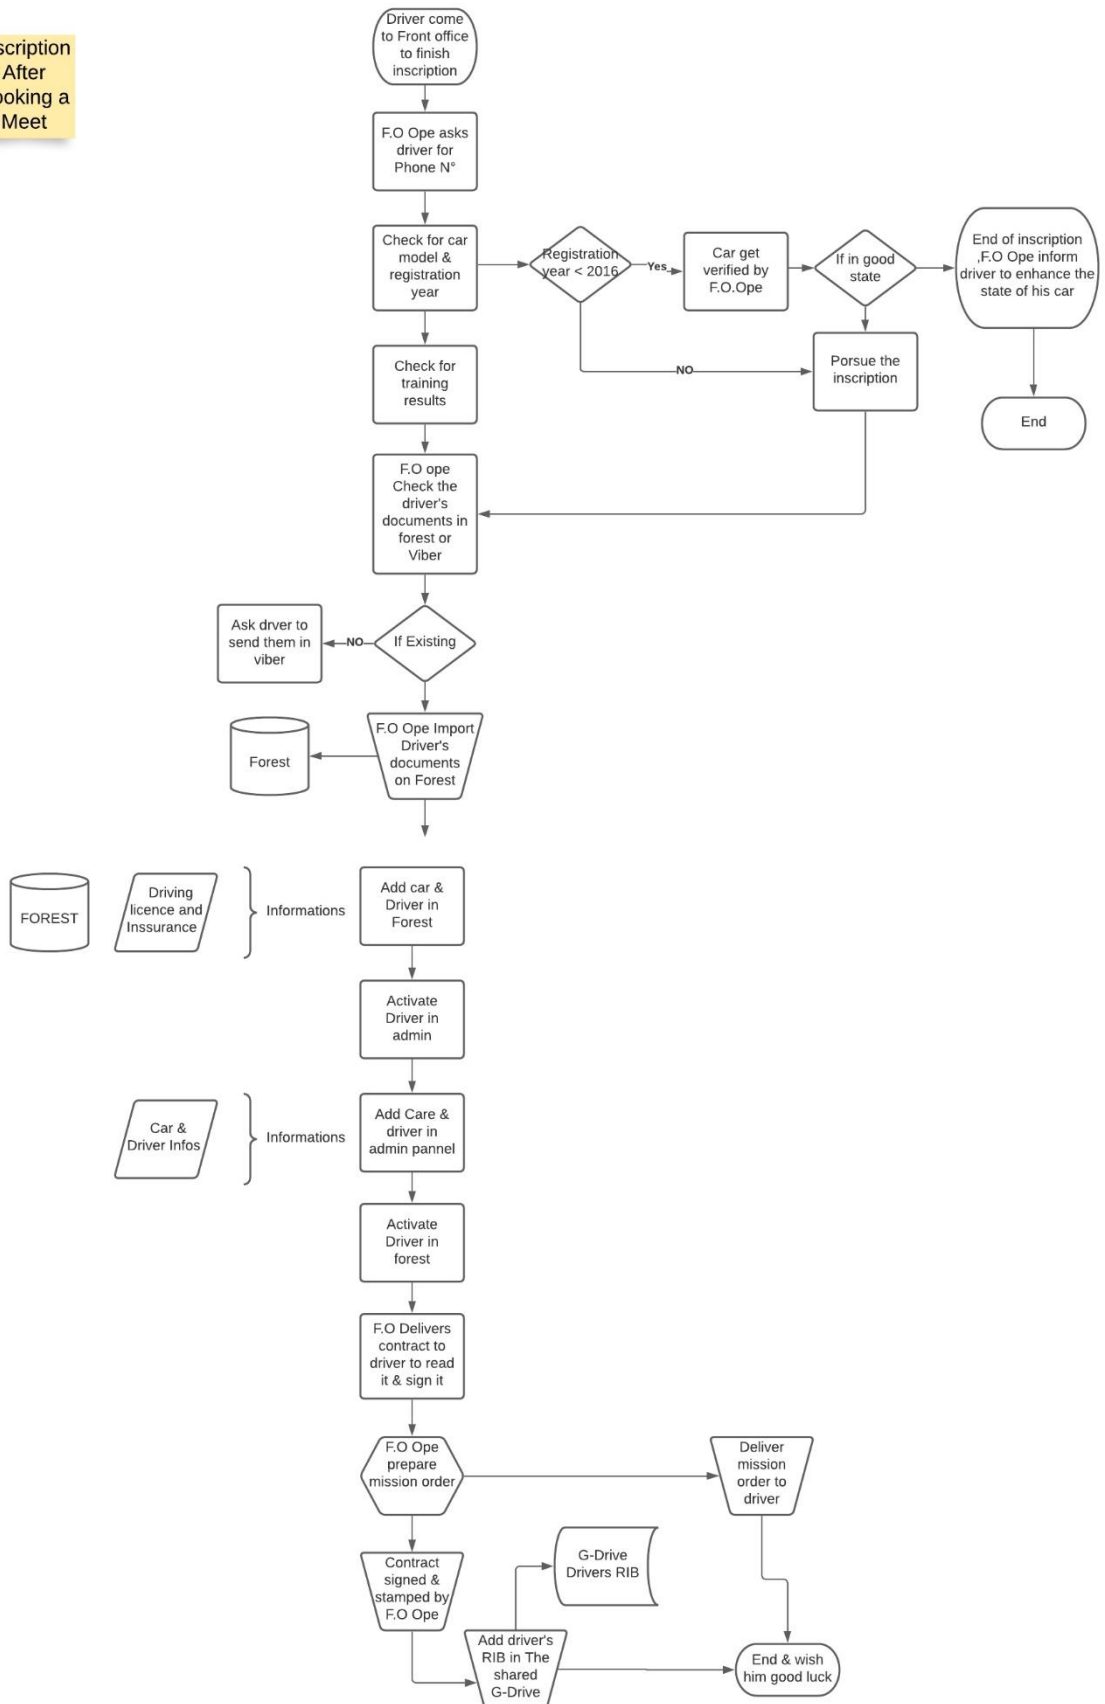 Driver come
to Front office
to finish
inscription
After
Meet
F.O Ope asks
driver for
Phone N°
Check for car
model &
registration
year
Registration
year < 2016
Yes
Car get
verified by
F.O.Ope
If in good
state
End of inscription
,F.O Ope inform
driver to enhance the
state of his car
Check for
training
results
NO
Porsue the
inscription
End
F.O ope
Check the
driver's
documents in
forest or
Viber
Ask drver to
send them in
viber
NO
If Existing
F.O Ope Import
Driver's
documents
on Forest
Forest
FOREST
Driving
licence and
Inssurance
Informations
Add car &
Driver in
Forest
Activate
Driver in
admin
Car &
Driver Infos
Informations
Add Care &
driver in
admin pannel
Activate
Driver in
forest
F.O Delivers
contract to
driver to read
it & sign it
F.O Ope
prepare
mission order
Deliver
mission
order to
driver
Contract
signed &
stamped by
F.O Ope
G-Drive
Drivers RIB
Add driver's
RIB in The
shared
G-Drive
End & wish
him good luck